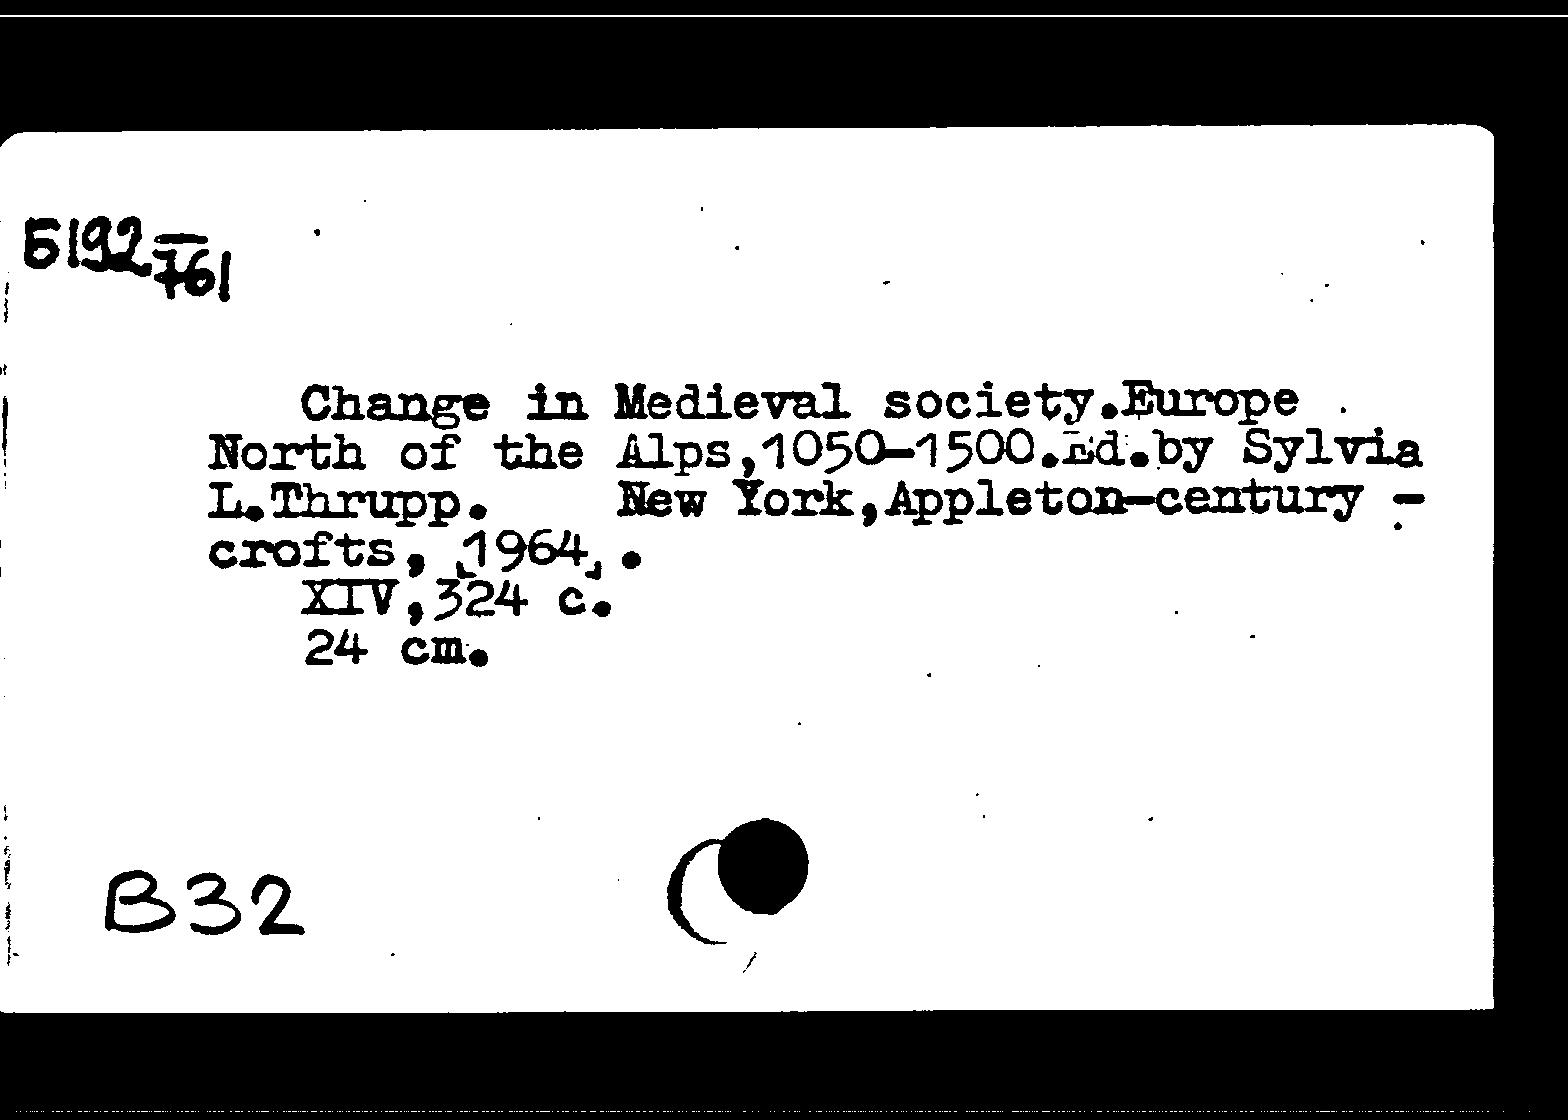 5192/761
Change in Medieval society.Europe
North of the Alps,1050-1500.Ed.by Sylvia
L.Thrupp. New York,Appleton-century -
crofts, [1964].
XIV,324 c.
24 cm.
B32